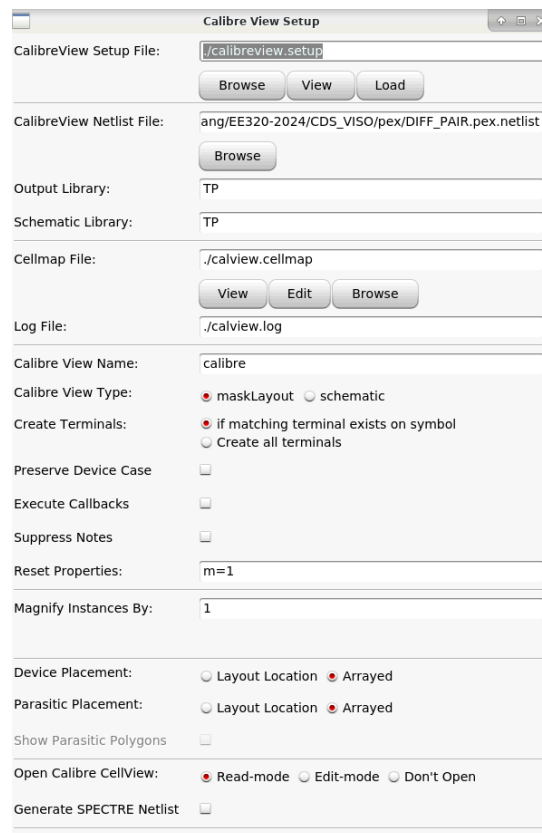 Calibre View Setup
CalibreView Setup File: ./calibreview.setup
Browse View Load
CalibreView Netlist File: ang/EE320-2024/CDS_VISO/pex/DIFF_PAIR.pex.netlist
Browse
Output Library: TP
Schematic Library: TP
Cellmap File: ./calview.cellmap
View Edit Browse
Log File: ./calview.log
Calibre View Name: calibre
Calibre View Type: maskLayout schematic
Create Terminals: if matching terminal exists on symbol
Create all terminals
Preserve Device Case
Execute Callbacks
Suppress Notes
Reset Properties: m=1
Magnify Instances By: 1
Device Placement: Layout Location Arrayed
Parasitic Placement: Layout Location Arrayed
Show Parasitic Polygons
Open Calibre CellView: Read-mode Edit-mode Don't Open
Generate SPECTRE Netlist